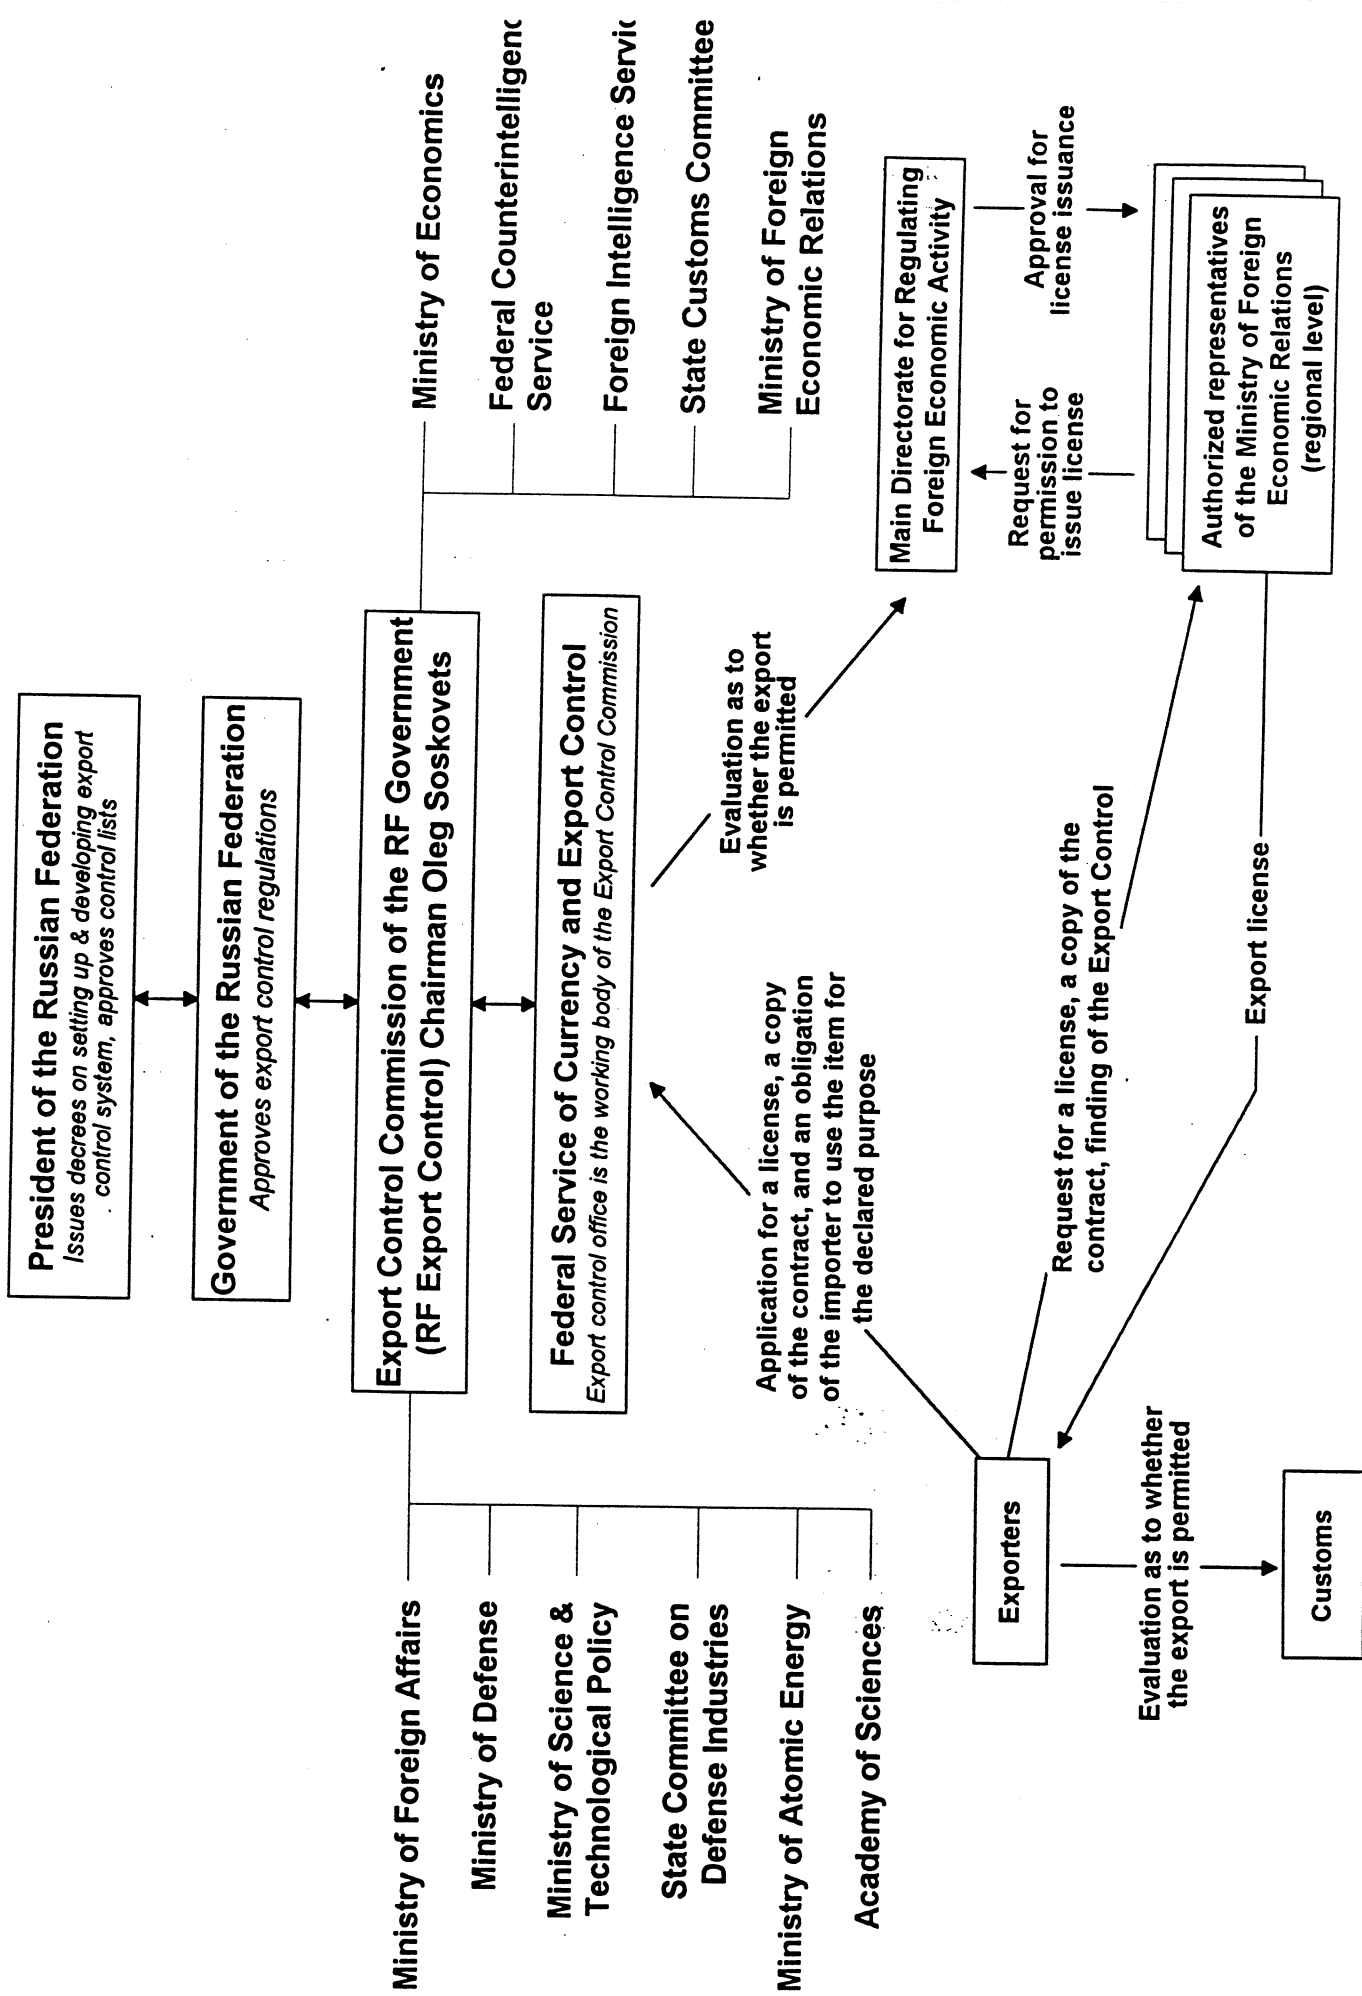 President of the Russian Federation
Issues decrees on setting up & developing export
control system, approves control lists
Government of the Russian Federation
Approves export control regulations
Export Control Commission of the RF Government
(RF Export Control) Chairman Oleg Soskovets
Federal Service of Currency and Export Control
Export control office is the working body of the Export Control Commission
Ministry of Foreign Affairs
Ministry of Defense
Ministry of Science &
Technological Policy
State Committee on
Defense Industries
Ministry of Atomic Energy
Academy of Sciences
Ministry of Economics
Federal Counterintelligenc
Service
Foreign Intelligence Servic
State Customs Committee
Ministry of Foreign
Economic Relations
Application for a license, a copy
of the contract, and an obligation
of the importer to use the item for
the declared purpose
Evaluation as to
whether the export
is permitted
Main Directorate for Regulating
Foreign Economic Activity
Request for
permission to
issue license
Approval for
license issuance
Authorized representatives
of the Ministry of Foreign
Economic Relations
(regional level)
Exporters
Request for a license, a copy of the
contract, finding of the Export Control
Export license
Evaluation as to whether
the export is permitted
Customs